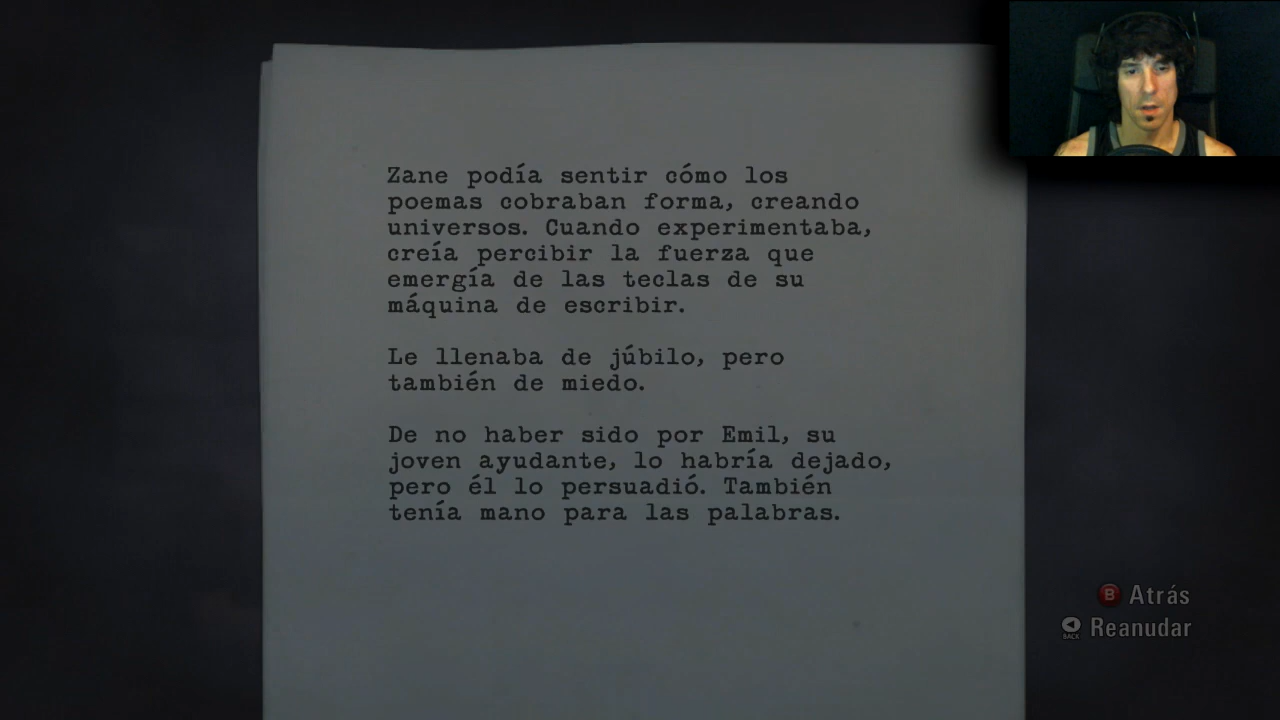 Zane podía sentir cómo los
poemas cobraban forma, creando
universos. Cuando experimentaba,
creía percibir la fuerza que
emergía de las teclas de su
máquina de escribir.
Le llenaba de júbilo, pero
también de miedo.
De no haber sido por Emil, su
joven ayudante, lo habría dejado,
pero él lo persuadió. También
tenía mano para las palabras.
B Atrás
BACK Reanudar